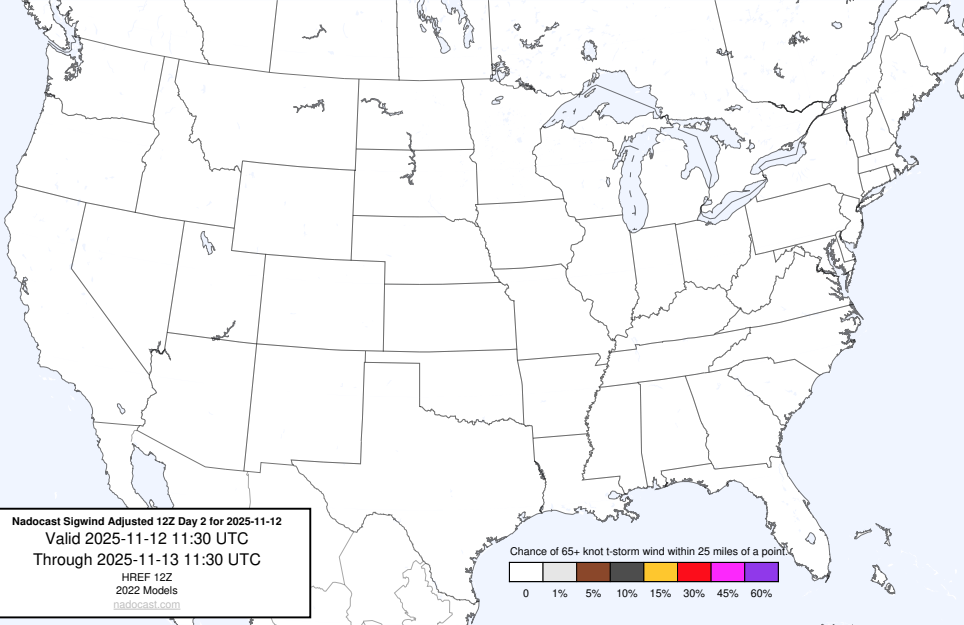 Nadocast Sigwind Adjusted 12Z Day 2 for 2025-11-12
Valid 2025-11-12 11:30 UTC
Through 2025-11-13 11:30 UTC
HREF 12Z
2022 Models
nadocast.com
Chance of 65+ knot t-storm wind within 25 miles of a point.
0 1% 5% 10% 15% 30% 45% 60%